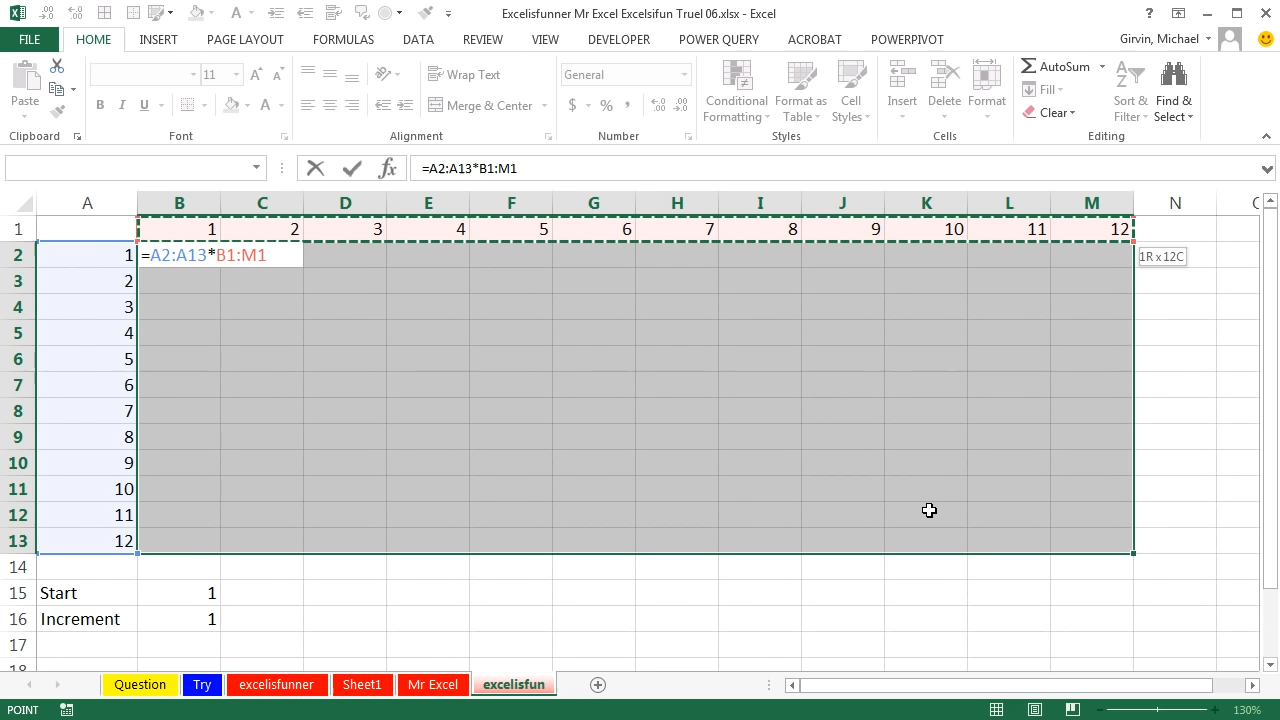 Excelisfunner Mr Excel Excelsifun Truel 06.xlsx - Excel
FILE HOME INSERT PAGE LAYOUT FORMULAS DATA REVIEW VIEW DEVELOPER POWER QUERY ACROBAT POWERPIVOT Girvin, Michael
11 Wrap Text General AutoSum
Paste Fill
B I U Merge & Center $ % Conditional Formatting Format as Table Cell Styles Insert Delete Format Clear Sort & Filter Find & Select
Clipboard Font Alignment Number Styles Cells Editing
fx =A2:A13*B1:M1
A B C D E F G H I J K L M N
1 1 2 3 4 5 6 7 8 9 10 11 12
2 1 =A2:A13*B1:M1 1R x 12C
3 2
4 3
5 4
6 5
7 6
8 7
9 8
10 9
11 10
12 11
13 12
14
15 Start 1
16 Increment 1
17
18
Question Try excelisfunner Sheet1 Mr Excel excelisfun
POINT 130%